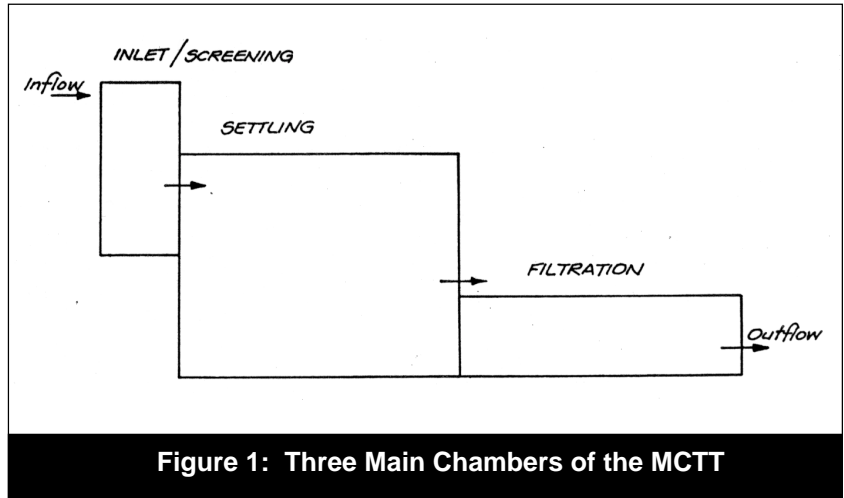 INLET/SCREENING
Inflow
SETTLING
FILTRATION
Outflow
Figure 1: Three Main Chambers of the MCTT